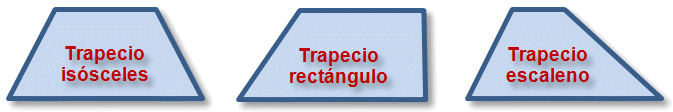 Trapecio
isósceles
Trapecio
rectángulo
Trapecio
escaleno